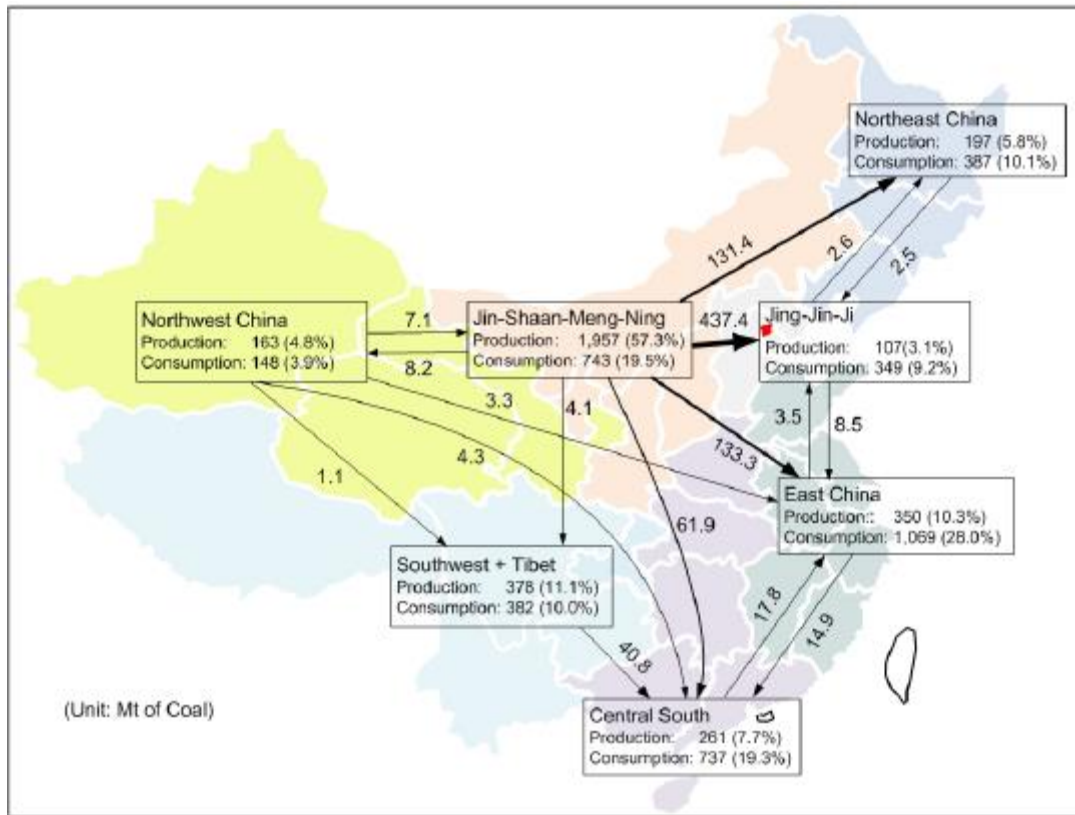 Northeast China
Production: 197 (5.8%)
Consumption: 387 (10.1%)
131.4
2.6
2.5
Northwest China
Production: 163 (4.8%)
Consumption: 148 (3.9%)
7.1
8.2
Jin-Shaan-Meng-Ning
Production: 1,957 (57.3%)
Consumption: 743 (19.5%)
437.4
Jing-Jin-Ji
Production: 107(3.1%)
Consumption: 349 (9.2%)
3.3
4.1
3.5
8.5
1.1
4.3
133.3
East China
Production:: 350 (10.3%)
Consumption: 1,069 (28.0%)
61.9
Southwest + Tibet
Production: 378 (11.1%)
Consumption: 382 (10.0%)
40.8
17.8
14.9
(Unit: Mt of Coal)
Central South
Production: 261 (7.7%)
Consumption: 737 (19.3%)